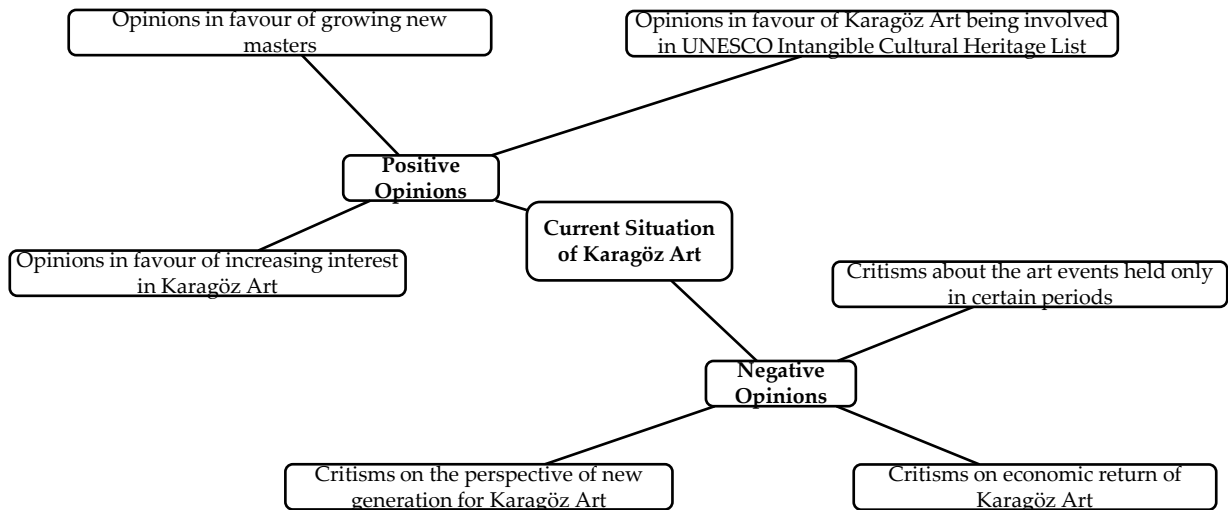 Opinions in favour of growing new
masters
Opinions in favour of Karagöz Art being involved
in UNESCO Intangible Cultural Heritage List
Positive
Opinions
Current Situation
of Karagöz Art
Opinions in favour of increasing interest
in Karagöz Art
Critisms about the art events held only
in certain periods
Negative
Opinions
Critisms on the perspective of new
generation for Karagöz Art
Critisms on economic return of
Karagöz Art